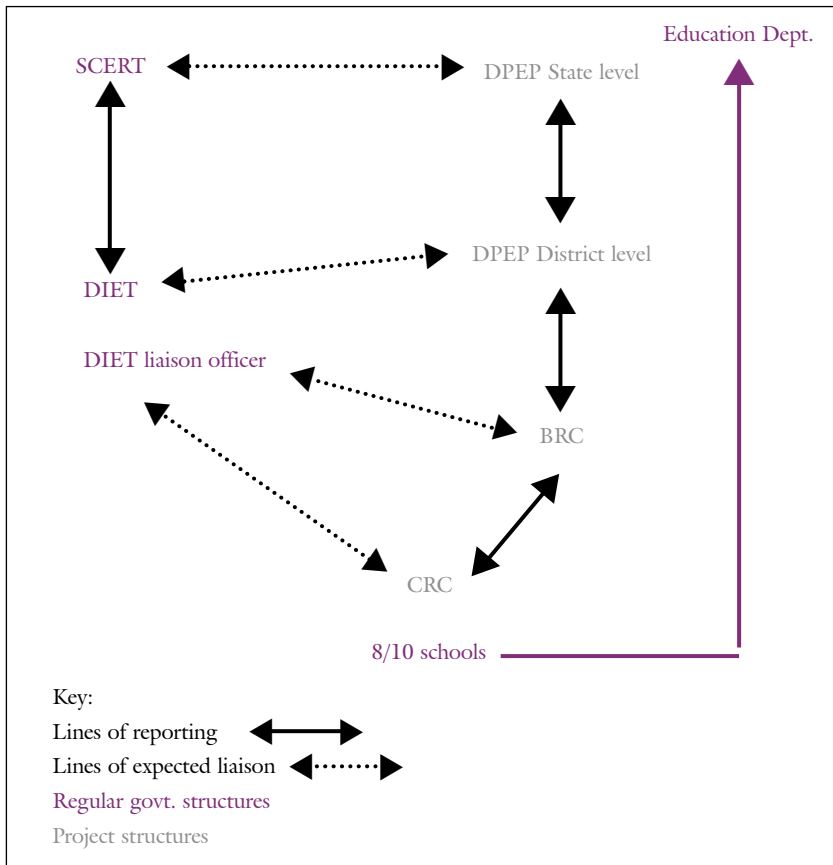 Education Dept.
SCERT
DPEP State level
DPEP District level
DIET
DIET liaison officer
BRC
CRC
8/10 schools
Key:
Lines of reporting
Lines of expected liaison
Regular govt. structures
Project structures